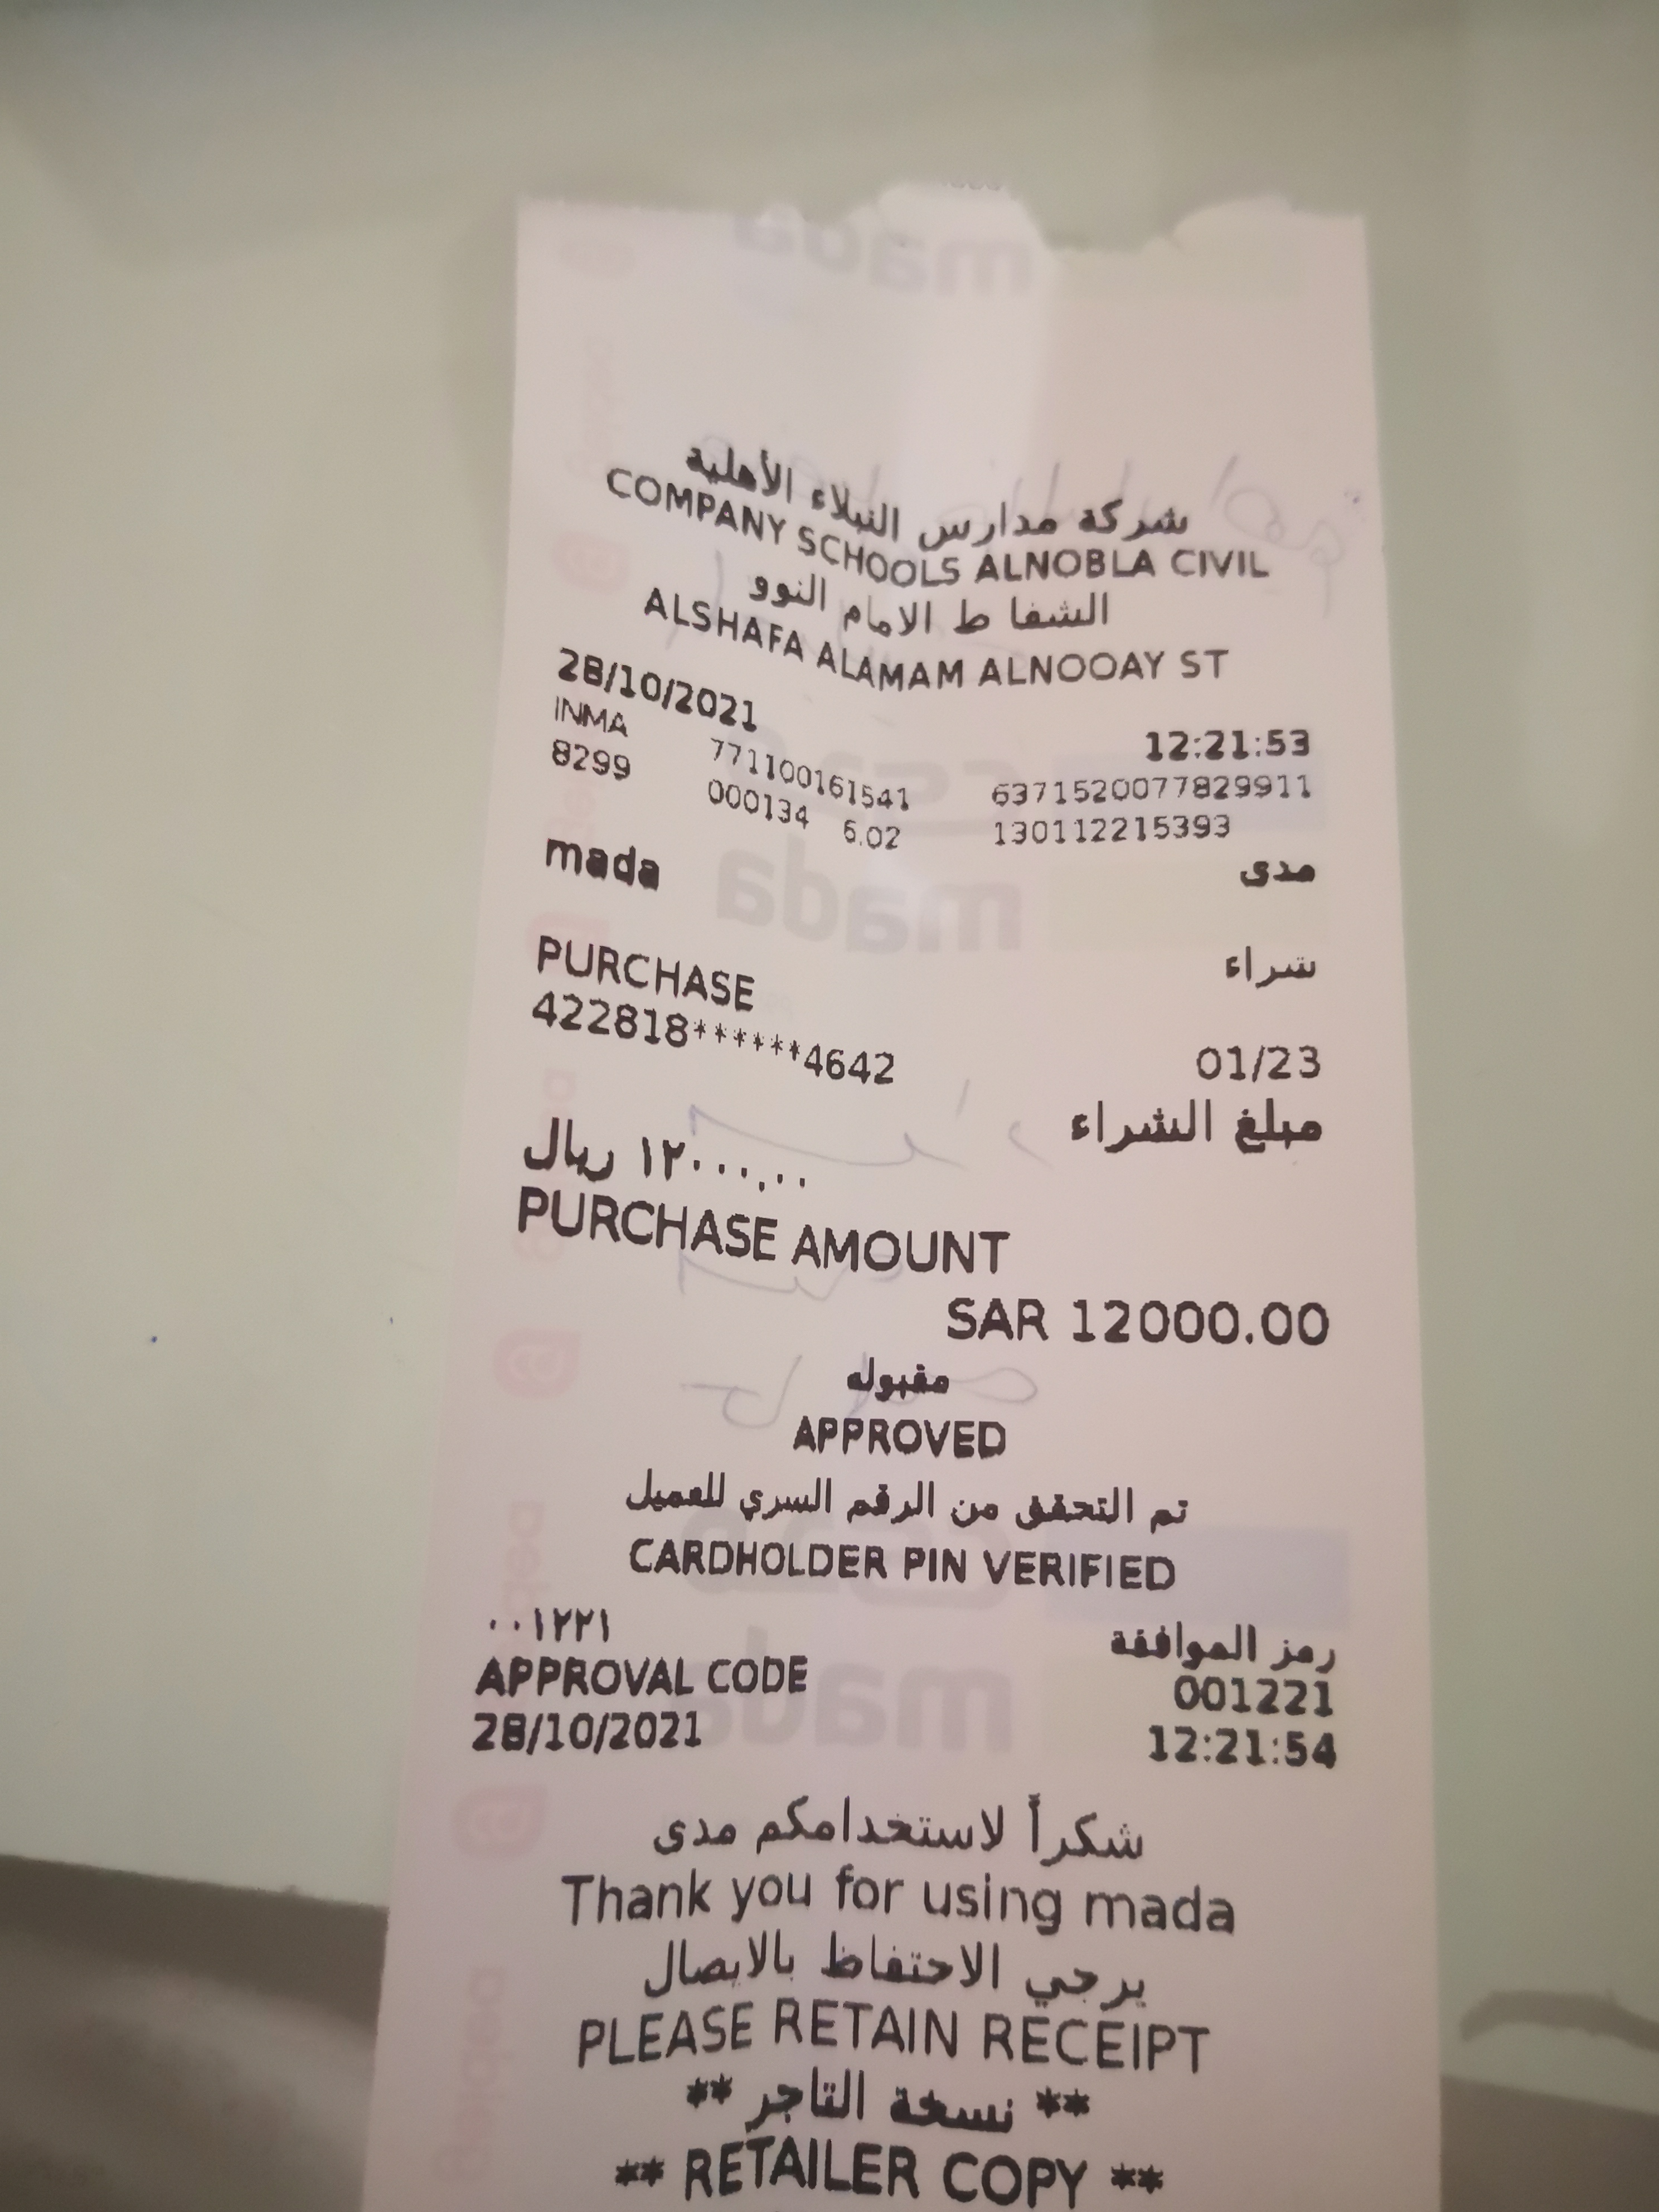 شركة مدارس النبلاء الأهلية
COMPANY SCHOOLS ALNOBLA CIVIL
الشفا ط الامام النوو
ALSHAFA ALAMAM ALNOOAY ST
28/10/2021 12:21:53
INMA 771100161541 6371520077829911
8299 000134 6.02 130112215393
mada مدى
PURCHASE شراء
422818******4642 01/23
مبلغ الشراء
١٢٠٠٠,٠٠ ريال
PURCHASE AMOUNT
SAR 12000.00
مقبوله
APPROVED
تم التحقق من الرقم السري للعميل
CARDHOLDER PIN VERIFIED
رمز الموافقة ٠٠١٢٢١
APPROVAL CODE 001221
28/10/2021 12:21:54
شكراً لاستخدامكم مدى
Thank you for using mada
يرجي الاحتفاظ بالايصال
PLEASE RETAIN RECEIPT
** نسخة التاجر **
** RETAILER COPY **